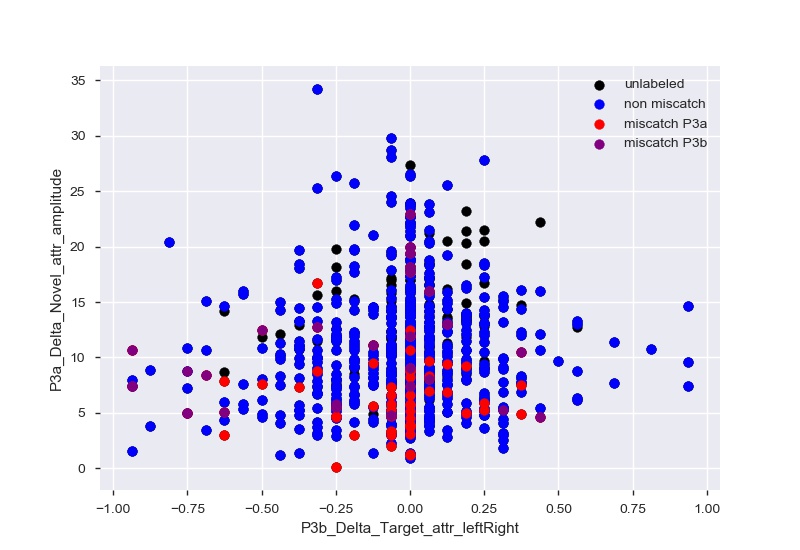 unlabeled
non miscatch
miscatch P3a
miscatch P3b
P3a_Delta_Novel_attr_amplitude
35
30
25
20
15
10
5
0
−1.00 −0.75 −0.50 −0.25 0.00 0.25 0.50 0.75 1.00
P3b_Delta_Target_attr_leftRight